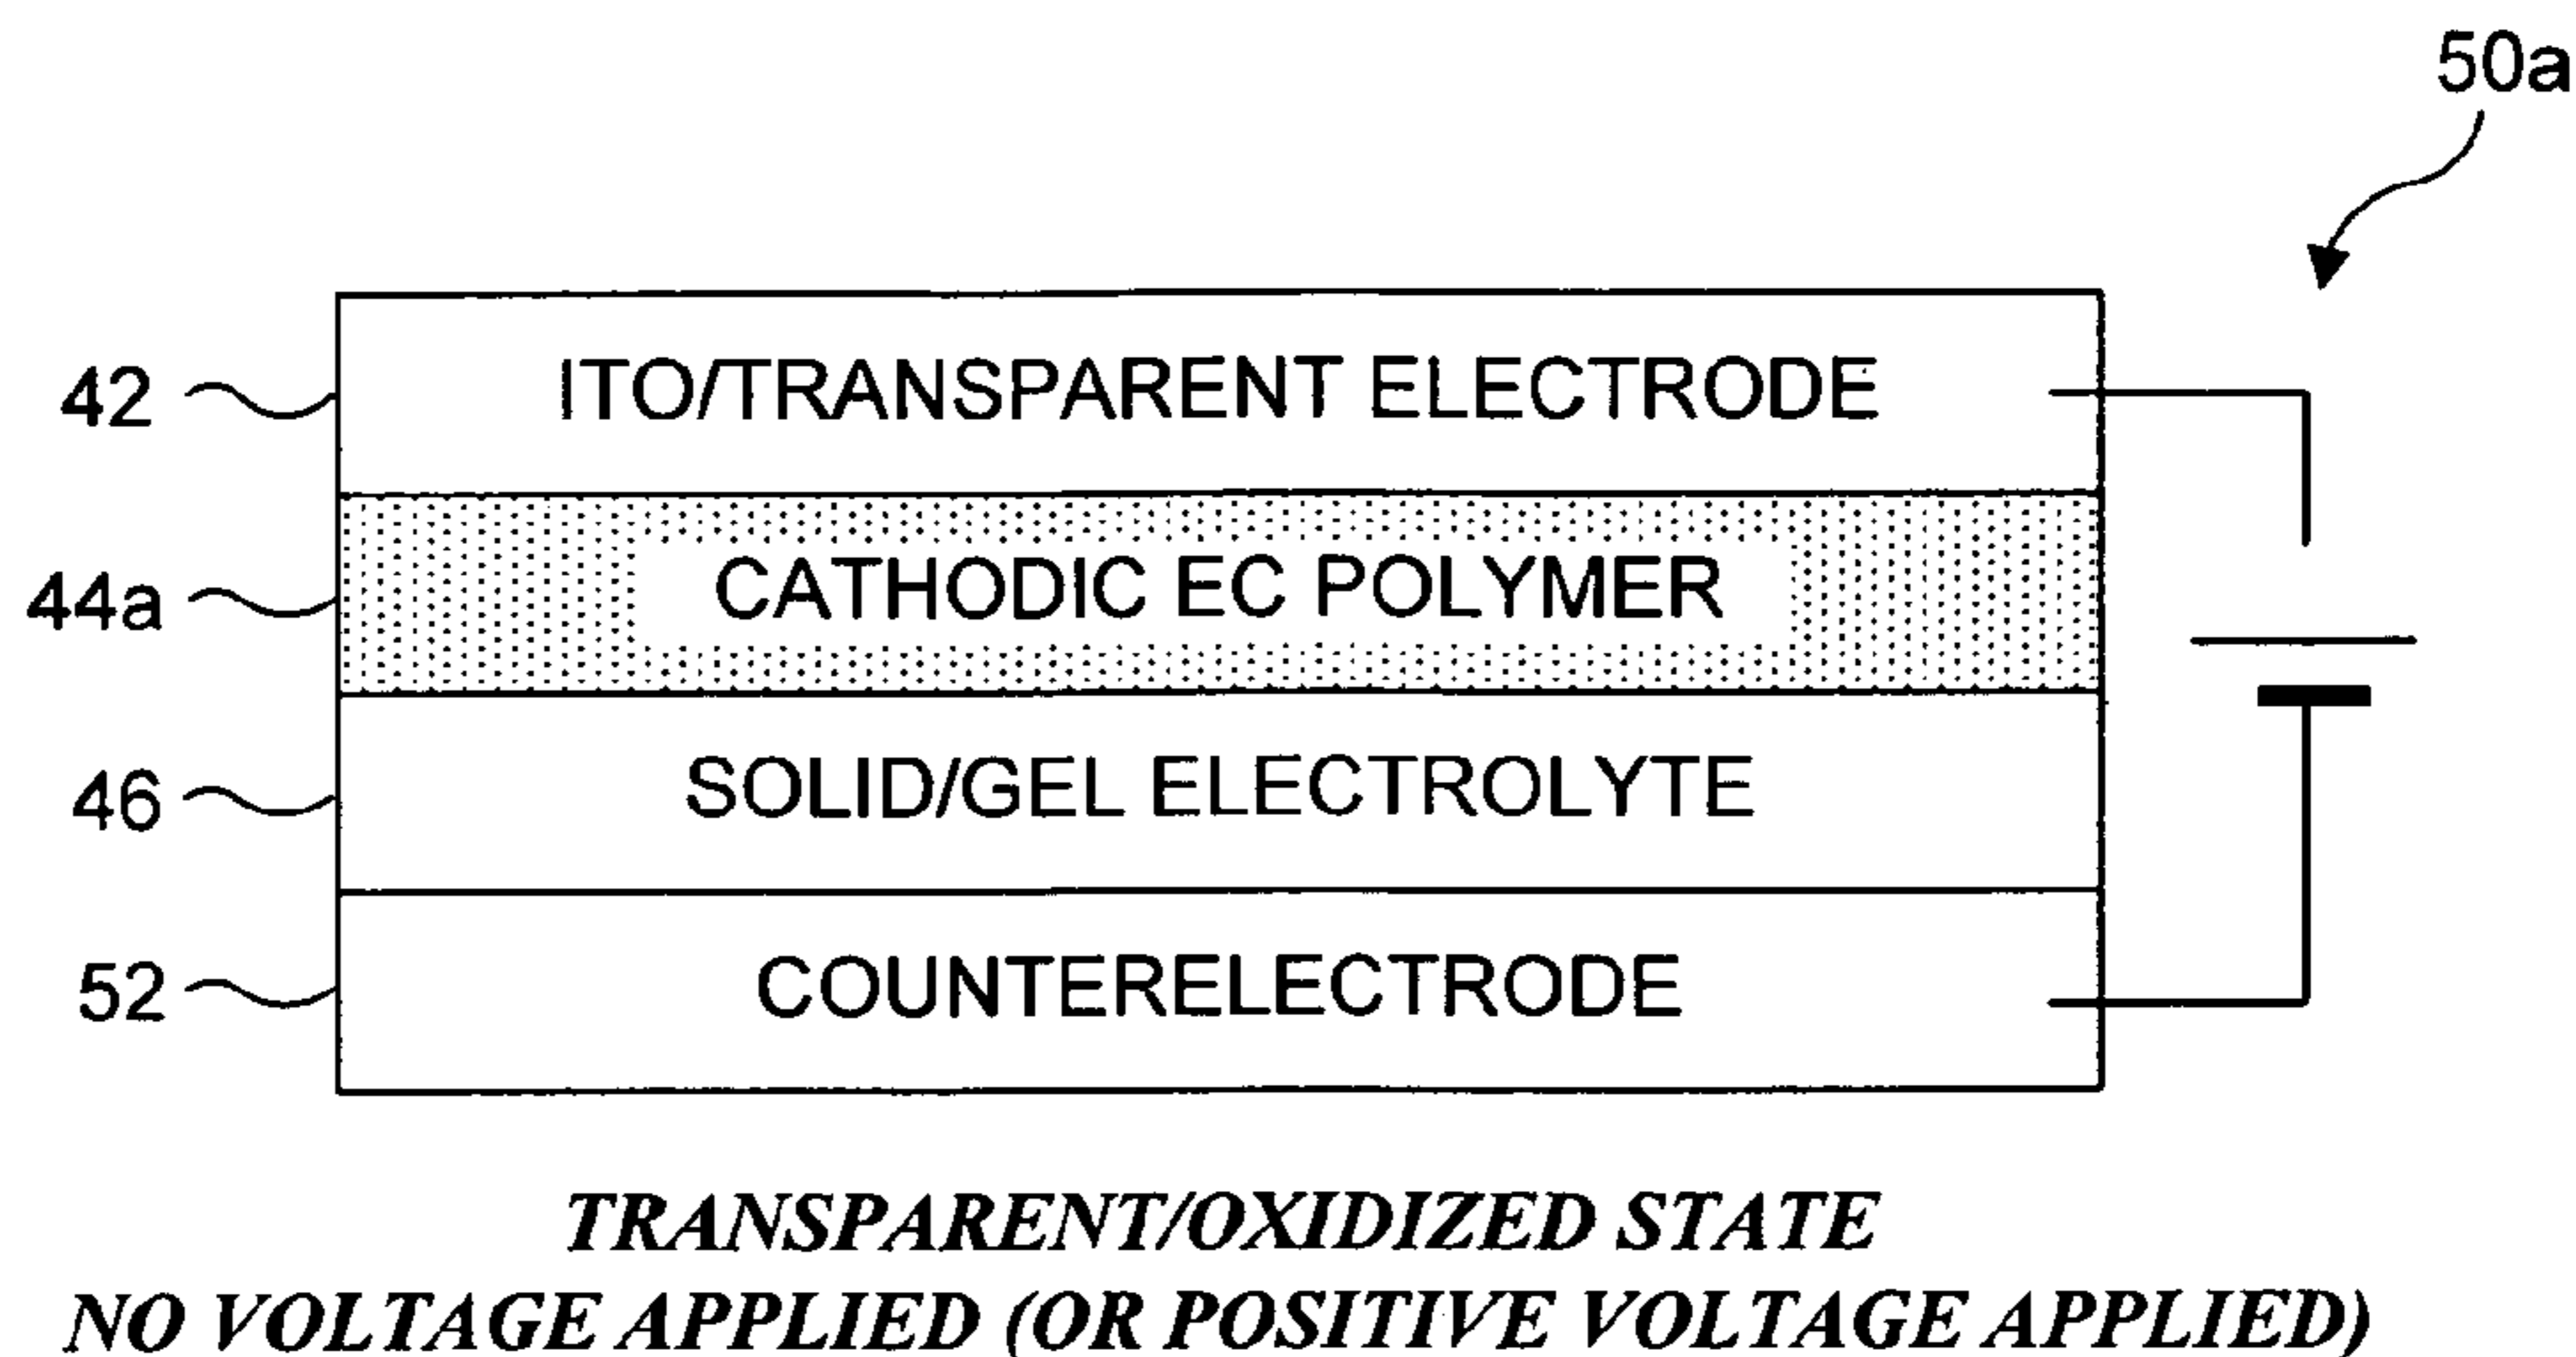 50a
42 ITO/TRANSPARENT ELECTRODE
44a CATHODIC EC POLYMER
46 SOLID/GEL ELECTROLYTE
52 COUNTERELECTRODE
TRANSPARENT/OXIDIZED STATE
NO VOLTAGE APPLIED (OR POSITIVE VOLTAGE APPLIED)